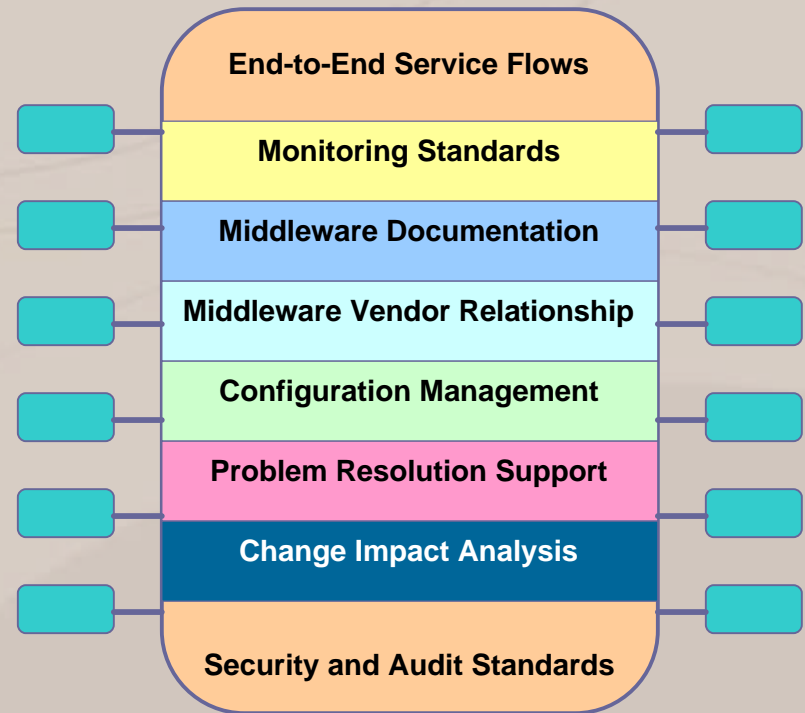 End-to-End Service Flows
Monitoring Standards
Middleware Documentation
Middleware Vendor Relationship
Configuration Management
Problem Resolution Support
Change Impact Analysis
Security and Audit Standards